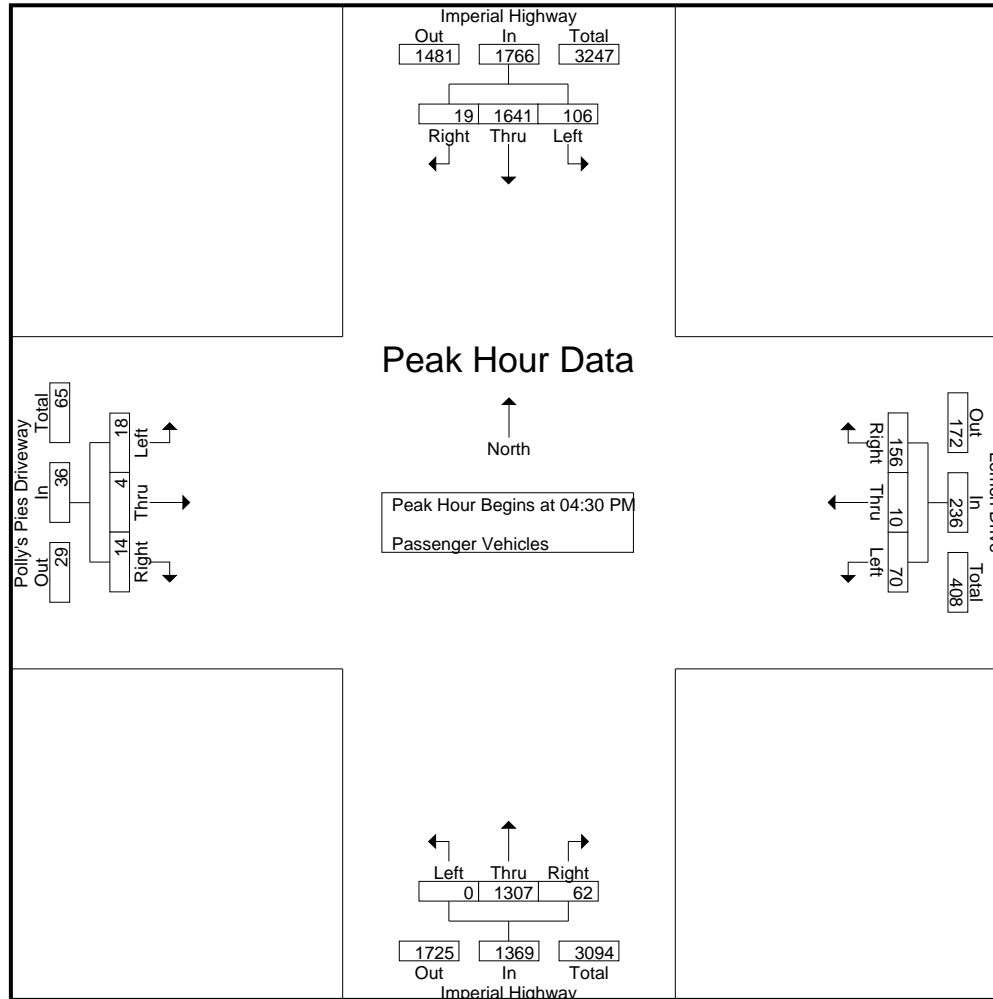 Imperial Highway
Out In Total
1481 1766 3247
19 1641 106
Right Thru Left
Peak Hour Data
North
Peak Hour Begins at 04:30 PM
Passenger Vehicles
Polly's Pies Driveway
Out In Total
29 36 65
14 4 18
Right Thru Left
Out In Total
172 236 408
156 10 70
Right Thru Left
Left Thru Right
0 1307 62
1725 1369 3094
Out In Total
Imperial Highway